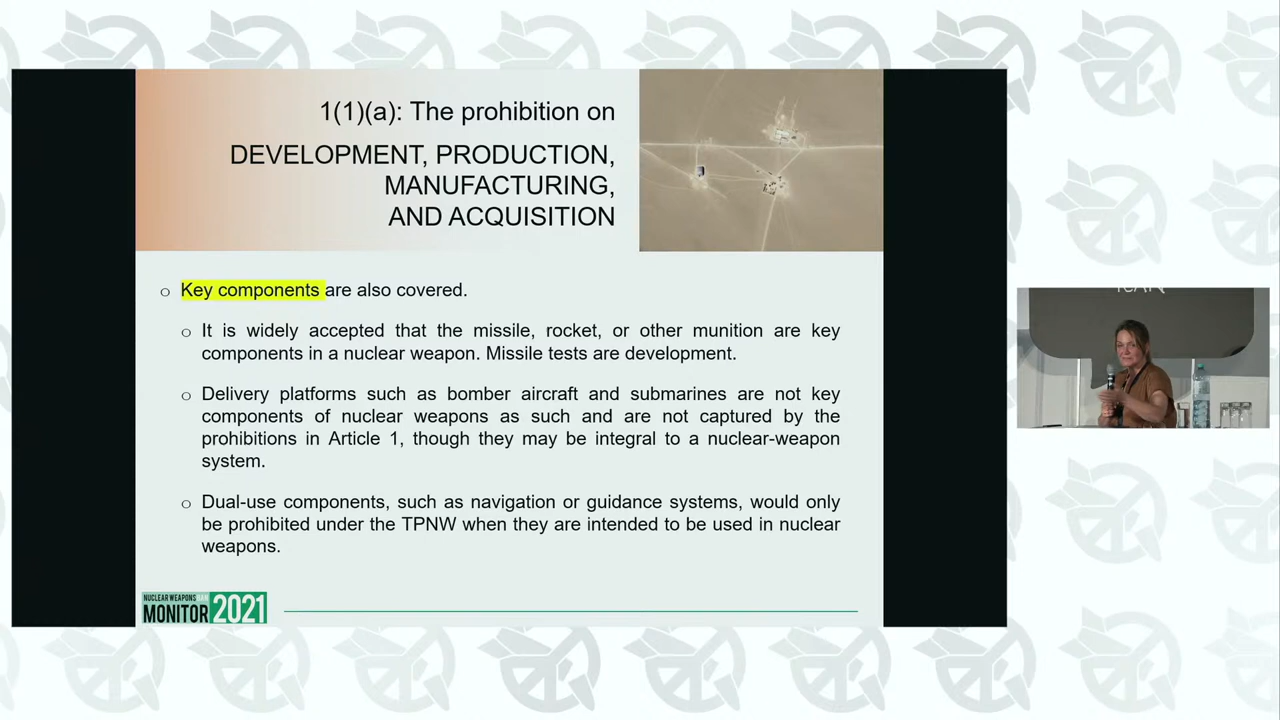 1(1)(a): The prohibition on
DEVELOPMENT, PRODUCTION,
MANUFACTURING,
AND ACQUISITION
Key components are also covered.
It is widely accepted that the missile, rocket, or other munition are key
components in a nuclear weapon. Missile tests are development.
Delivery platforms such as bomber aircraft and submarines are not key
components of nuclear weapons as such and are not captured by the
prohibitions in Article 1, though they may be integral to a nuclear-weapon
system.
Dual-use components, such as navigation or guidance systems, would only
be prohibited under the TPNW when they are intended to be used in nuclear
weapons.
NUCLEAR WEAPONS BAN
MONITOR 2021